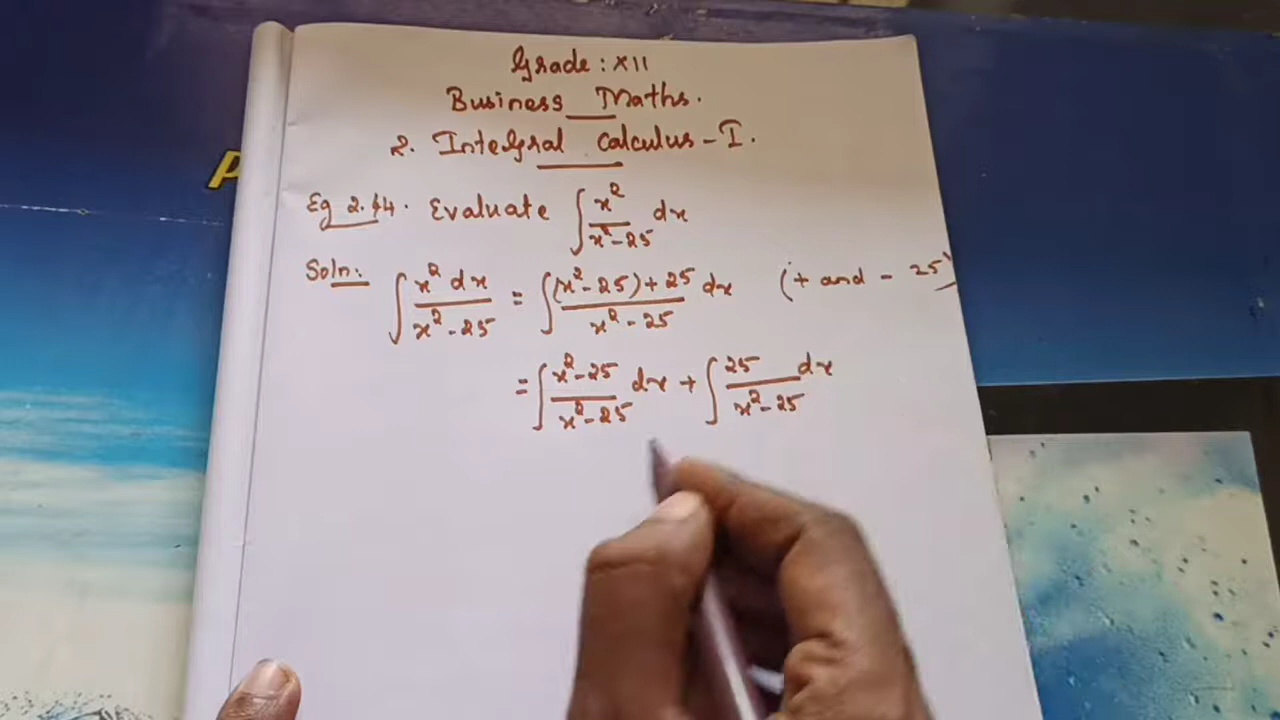 Grade : XII
Business Maths.
2. Integral Calculus - I.
Eg 2.44. Evaluate ∫ x²/(x²-25) dx
Soln: ∫ x² dx/(x²-25) = ∫ ((x²-25)+25)/(x²-25) dx (+ and - 25)
= ∫ (x²-25)/(x²-25) dx + ∫ 25 dx/(x²-25)
P